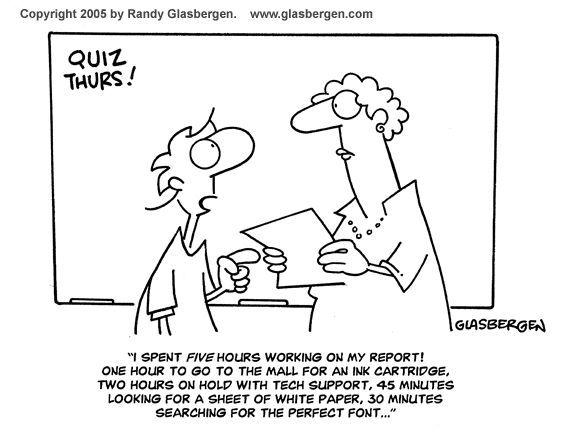 Copyright 2005 by Randy Glasbergen.    www.glasbergen.com
QUIZ
THURS!
GLASBERGEN
"I SPENT FIVE HOURS WORKING ON MY REPORT!
ONE HOUR TO GO TO THE MALL FOR AN INK CARTRIDGE,
TWO HOURS ON HOLD WITH TECH SUPPORT, 45 MINUTES
LOOKING FOR A SHEET OF WHITE PAPER, 30 MINUTES
SEARCHING FOR THE PERFECT FONT..."